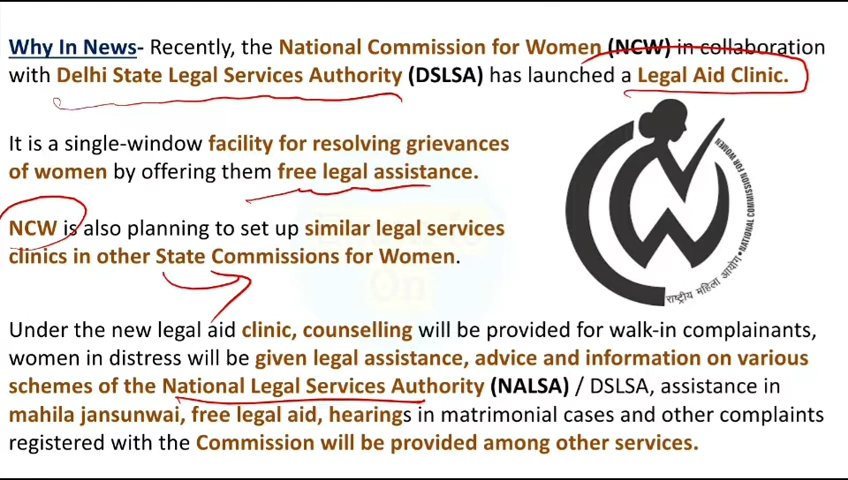 Why In News- Recently, the National Commission for Women (NCW) in collaboration
with Delhi State Legal Services Authority (DSLSA) has launched a Legal Aid Clinic.
It is a single-window facility for resolving grievances
of women by offering them free legal assistance.
NCW is also planning to set up similar legal services
clinics in other State Commissions for Women.
NATIONAL COMMISSION FOR WOMEN
राष्ट्रीय महिला आयोग
Under the new legal aid clinic, counselling will be provided for walk-in complainants,
women in distress will be given legal assistance, advice and information on various
schemes of the National Legal Services Authority (NALSA) / DSLSA, assistance in
mahila jansunwai, free legal aid, hearings in matrimonial cases and other complaints
registered with the Commission will be provided among other services.